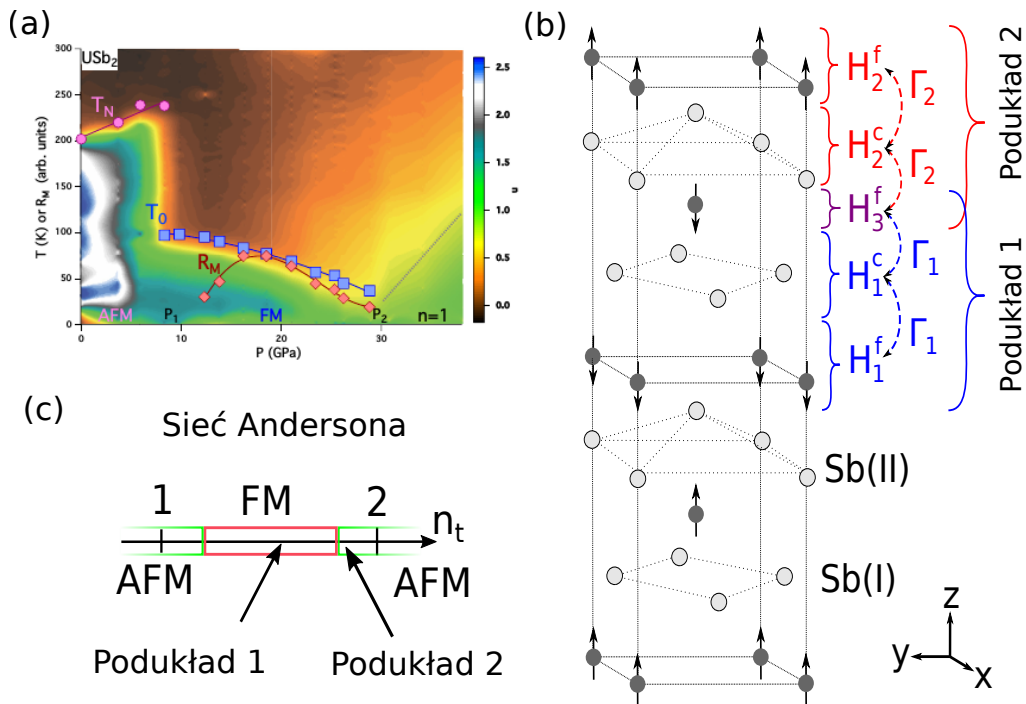 (a)
USb2
TN
T0
RM
AFM
P1
FM
P2
n=1
300
250
200
150
100
50
0
T (K) or RM (arb. units)
0
10
20
30
P (GPa)
2.5
2.0
1.5
1.0
0.5
0.0
n
(b)
H2f
Γ2
H2c
Γ2
H3f
Γ1
H1c
Γ1
H1f
Podukład 2
Podukład 1
Sb(II)
Sb(I)
z
y
x
(c)
Sieć Andersona
1
FM
2
nt
AFM
AFM
Podukład 1
Podukład 2